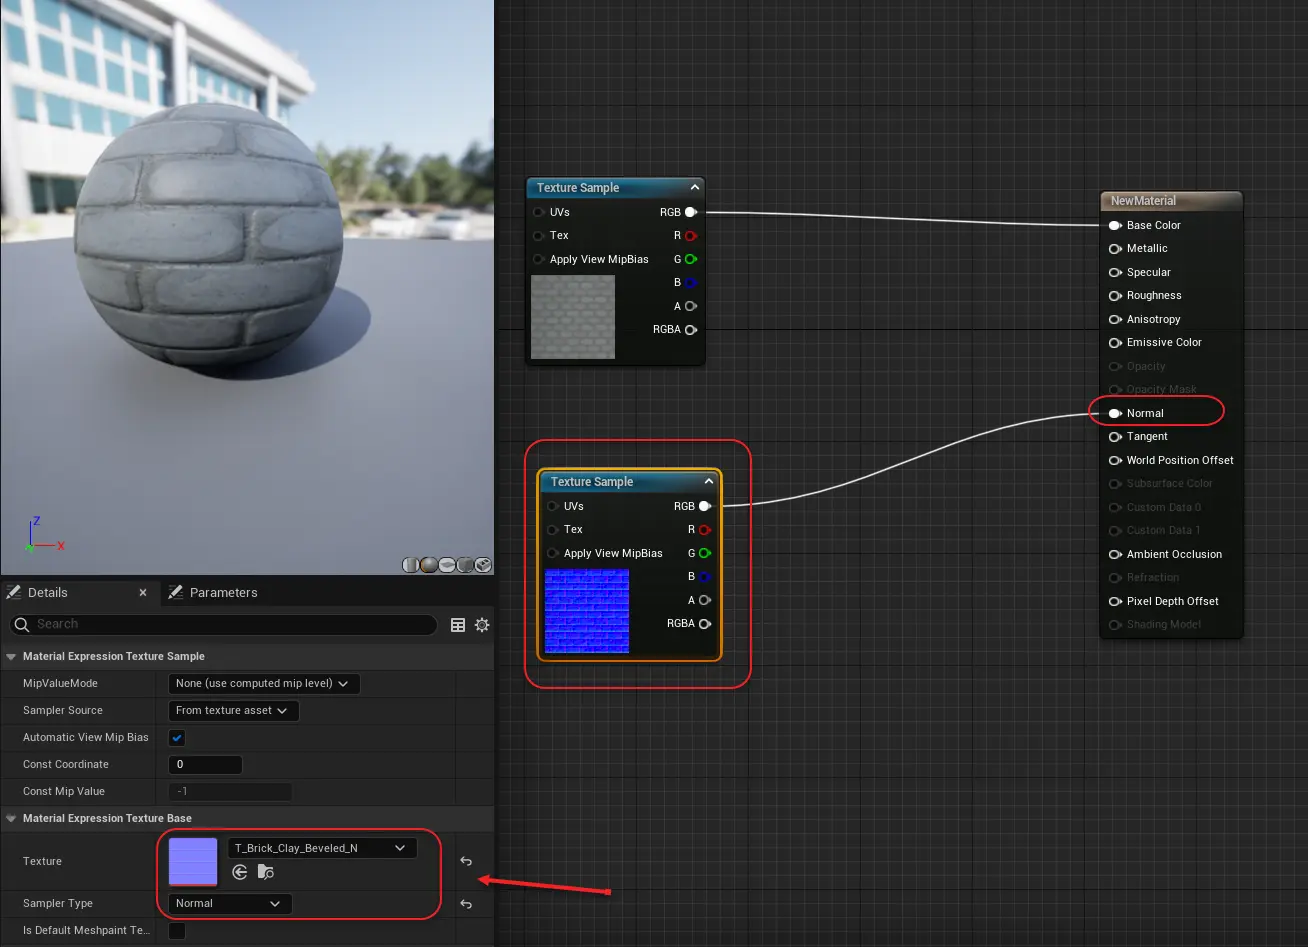 Z
X
Y
Details
Parameters
Search
Material Expression Texture Sample
MipValueMode
None (use computed mip level)
Sampler Source
From texture asset
Automatic View Mip Bias
Const Coordinate
0
Const Mip Value
-1
Material Expression Texture Base
Texture
T_Brick_Clay_Beveled_N
Sampler Type
Normal
Is Default Meshpaint Te...
Texture Sample
UVs RGB
Tex R
Apply View MipBias G
B
A
RGBA
Texture Sample
UVs RGB
Tex R
Apply View MipBias G
B
A
RGBA
NewMaterial
Base Color
Metallic
Specular
Roughness
Anisotropy
Emissive Color
Opacity
Opacity Mask
Normal
Tangent
World Position Offset
Subsurface Color
Custom Data 0
Custom Data 1
Ambient Occlusion
Refraction
Pixel Depth Offset
Shading Model